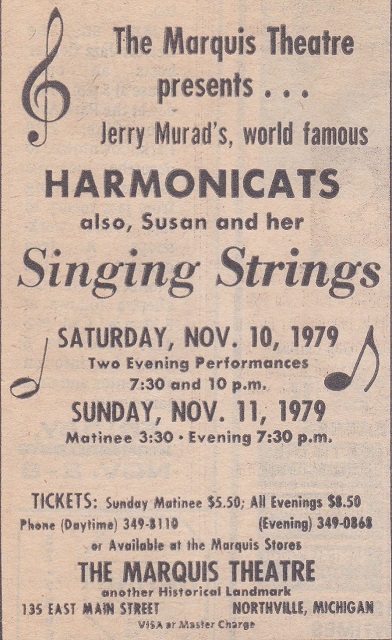 The Marquis Theatre
presents . . .
Jerry Murad's, world famous
HARMONICATS
also, Susan and her
Singing Strings
SATURDAY, NOV. 10, 1979
Two Evening Performances
7:30 and 10 p.m.
SUNDAY, NOV. 11, 1979
Matinee 3:30 • Evening 7:30 p.m.
TICKETS: Sunday Matinee $5.50; All Evenings $8.50
Phone (Daytime) 349-8110 (Evening) 349-0868
or Available at the Marquis Stores
THE MARQUIS THEATRE
another Historical Landmark
135 EAST MAIN STREET NORTHVILLE, MICHIGAN
VISA or Master Charge